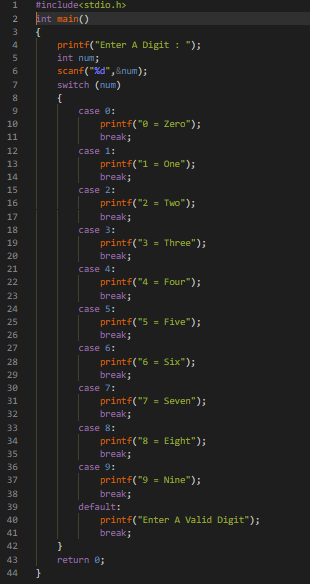 1 #include<stdio.h>
2 int main()
3 {
4     printf("Enter A Digit : ");
5     int num;
6     scanf("%d",&num);
7     switch (num)
8     {
9         case 0:
10             printf("0 = Zero");
11             break;
12         case 1:
13             printf("1 = One");
14             break;
15         case 2:
16             printf("2 = Two");
17             break;
18         case 3:
19             printf("3 = Three");
20             break;
21         case 4:
22             printf("4 = Four");
23             break;
24         case 5:
25             printf("5 = Five");
26             break;
27         case 6:
28             printf("6 = Six");
29             break;
30         case 7:
31             printf("7 = Seven");
32             break;
33         case 8:
34             printf("8 = Eight");
35             break;
36         case 9:
37             printf("9 = Nine");
38             break;
39         default:
40             printf("Enter A Valid Digit");
41             break;
42     }
43     return 0;
44 }